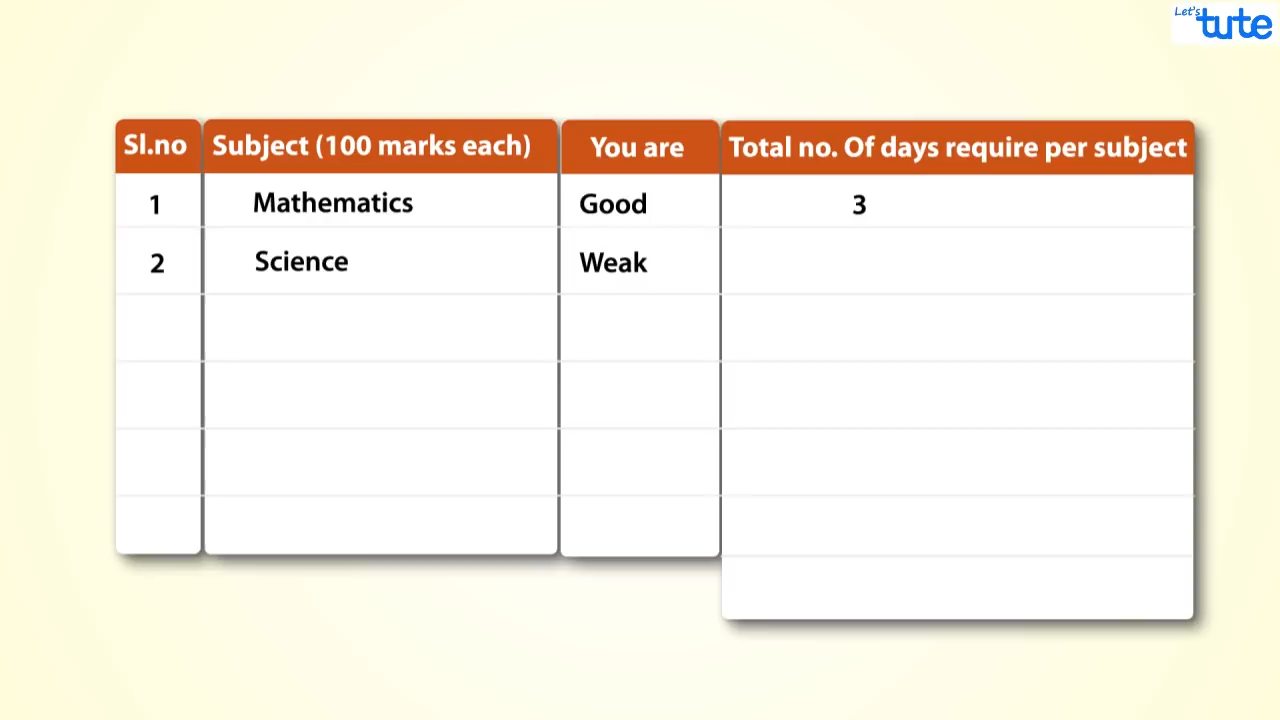 Let's
tute
Sl.no Subject (100 marks each) You are Total no. Of days require per subject
1 Mathematics Good 3
2 Science Weak